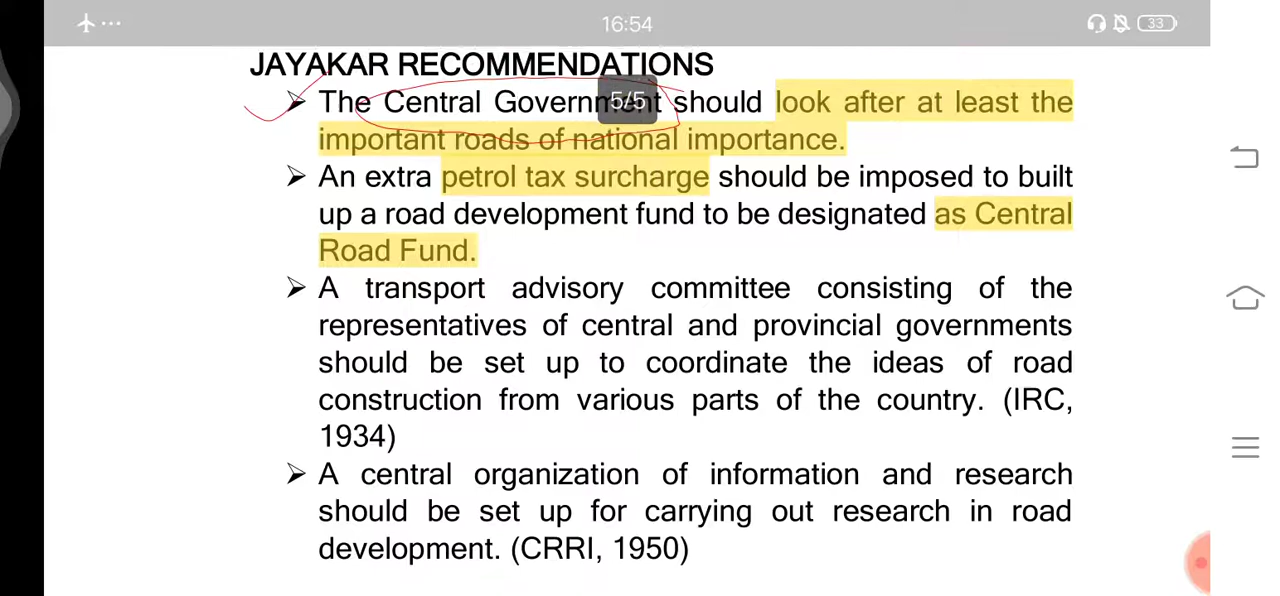 16:54
33
JAYAKAR RECOMMENDATIONS
➢ The Central Government should look after at least the
5/5
important roads of national importance.
➢ An extra petrol tax surcharge should be imposed to built
up a road development fund to be designated as Central
Road Fund.
➢ A transport advisory committee consisting of the
representatives of central and provincial governments
should be set up to coordinate the ideas of road
construction from various parts of the country. (IRC,
1934)
➢ A central organization of information and research
should be set up for carrying out research in road
development. (CRRI, 1950)